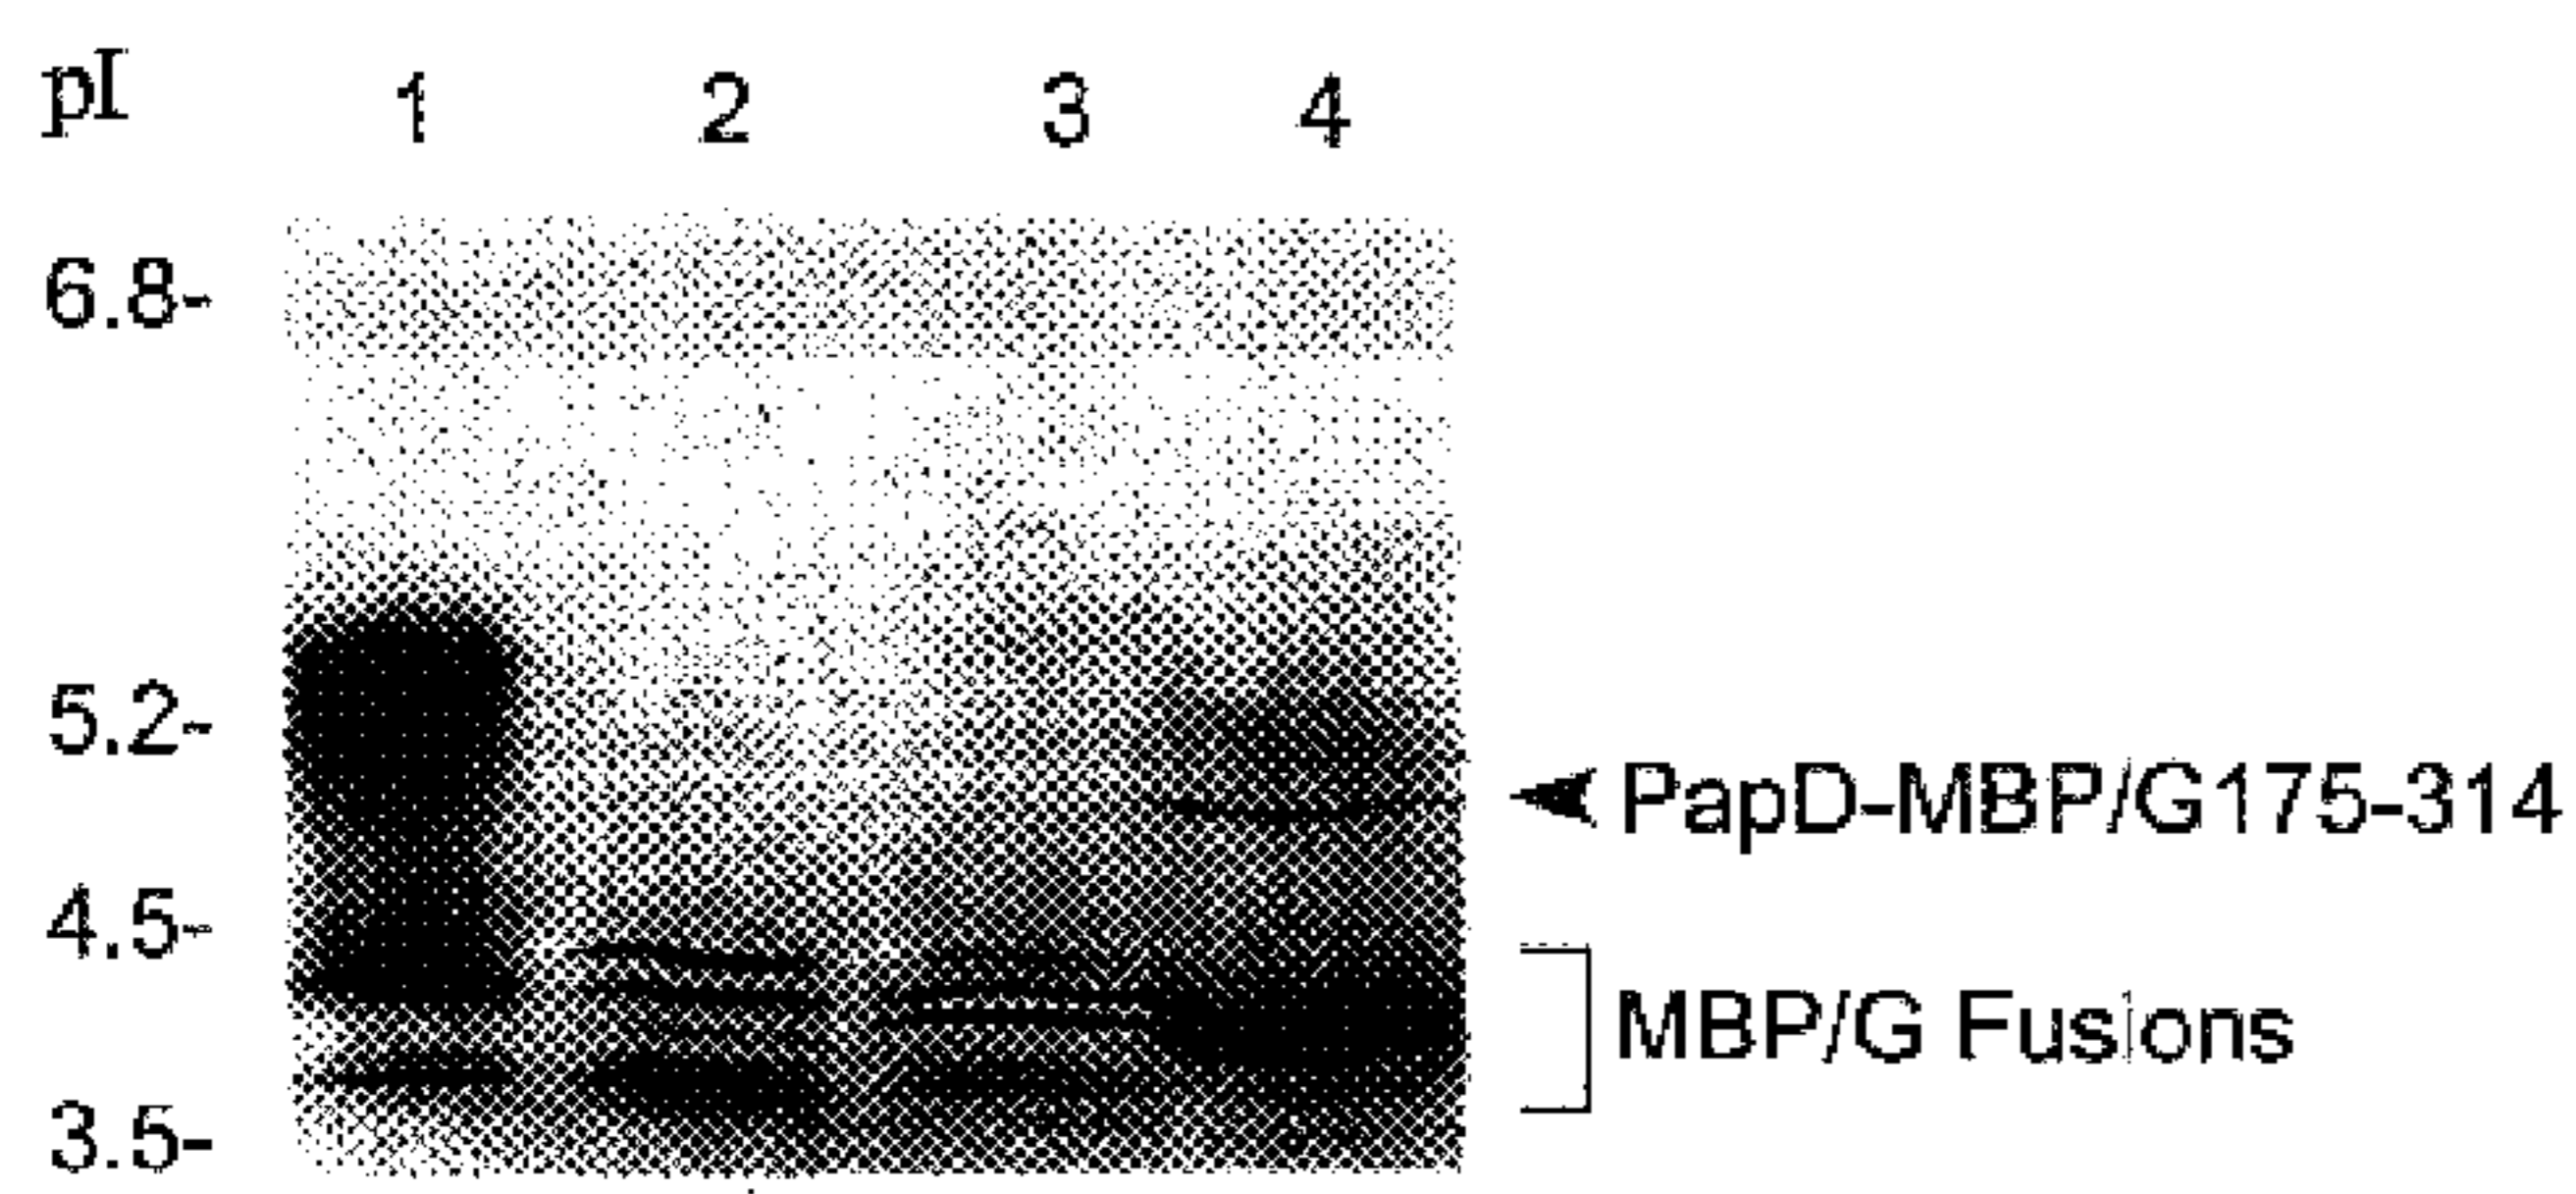 pI 1 2 3 4
6.8-
5.2-
PapD-MBP/G175-314
4.5-
MBP/G Fusions
3.5-